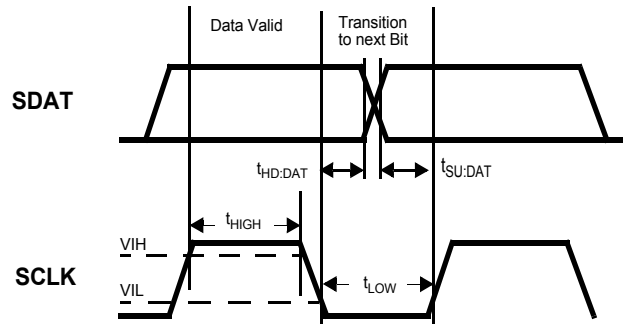 Data Valid
Transition
to next Bit
SDAT
tHD:DAT
tSU:DAT
tHIGH
VIH
SCLK
VIL
tLOW